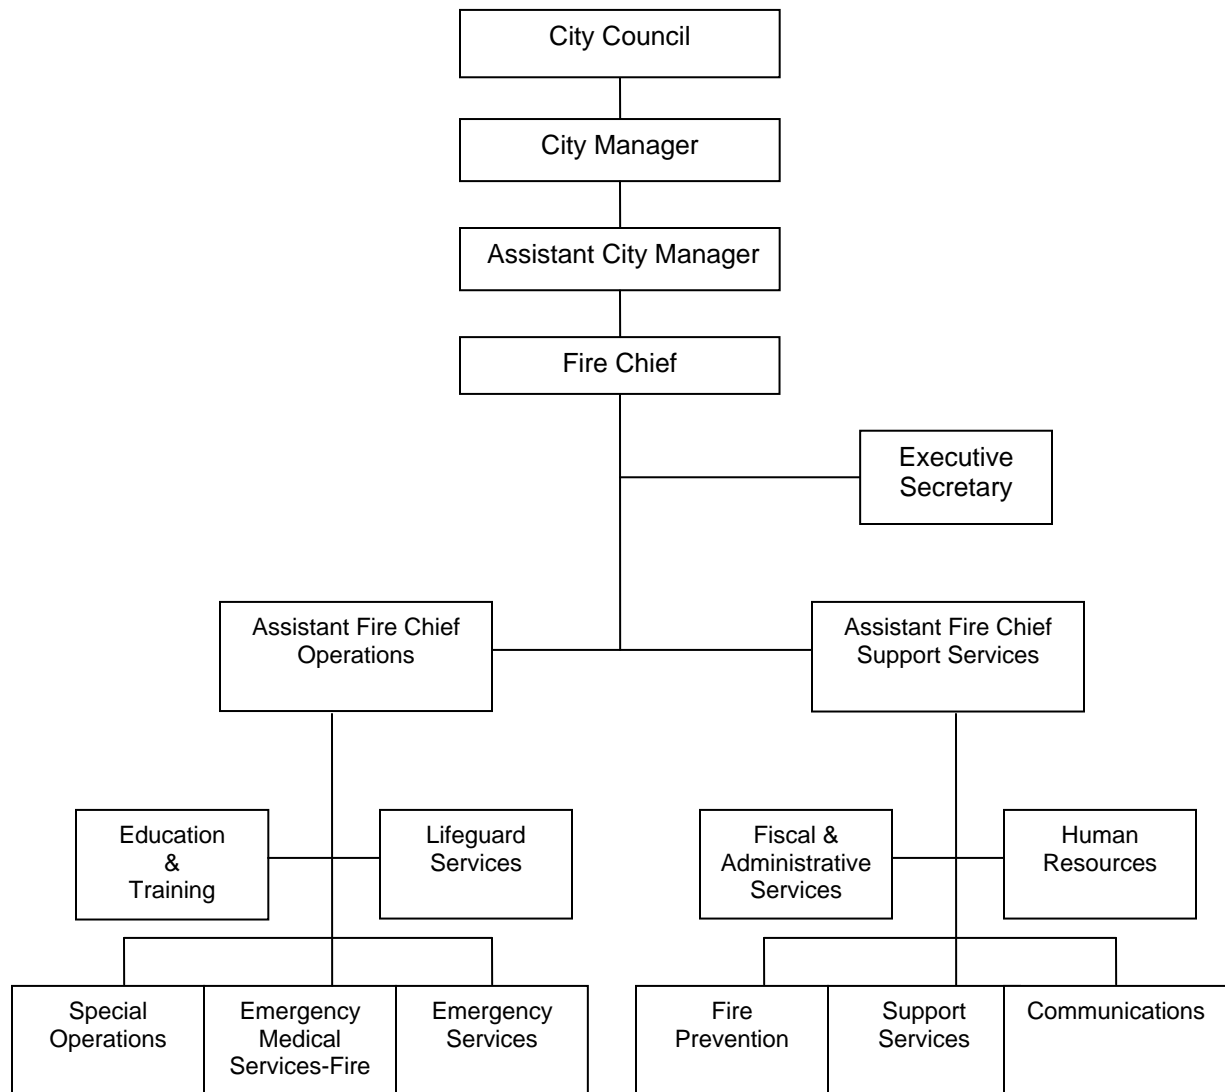 City Council
City Manager
Assistant City Manager
Fire Chief
Executive
Secretary
Assistant Fire Chief
Operations
Assistant Fire Chief
Support Services
Education
&
Training
Lifeguard
Services
Fiscal &
Administrative
Services
Human
Resources
Special
Operations
Emergency
Medical
Services-Fire
Emergency
Services
Fire
Prevention
Support
Services
Communications